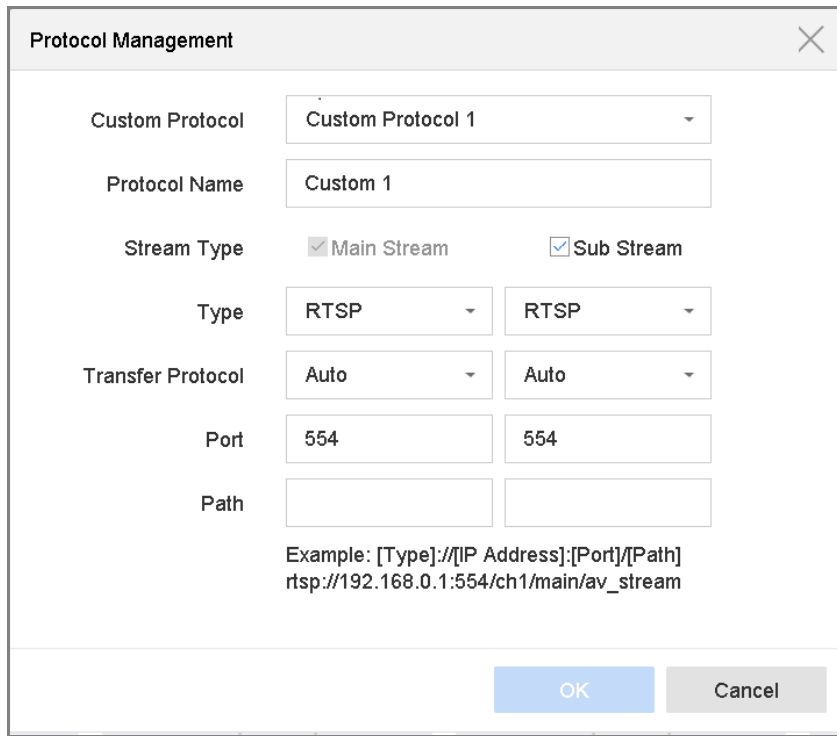 Protocol Management
Custom Protocol Custom Protocol 1
Protocol Name Custom 1
Stream Type Main Stream Sub Stream
Type RTSP RTSP
Transfer Protocol Auto Auto
Port 554 554
Path
Example: [Type]://[IP Address]:[Port]/[Path]
rtsp://192.168.0.1:554/ch1/main/av_stream
OK Cancel